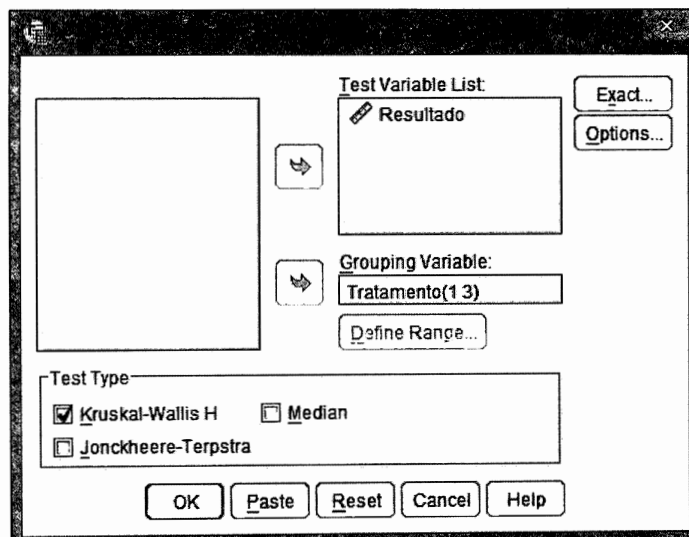 Test Variable List:
Resultado
Exact...
Options...
Grouping Variable:
Tratamento(1 3)
Define Range...
Test Type
Kruskal-Wallis H
Median
Jonckheere-Terpstra
OK
Paste
Reset
Cancel
Help